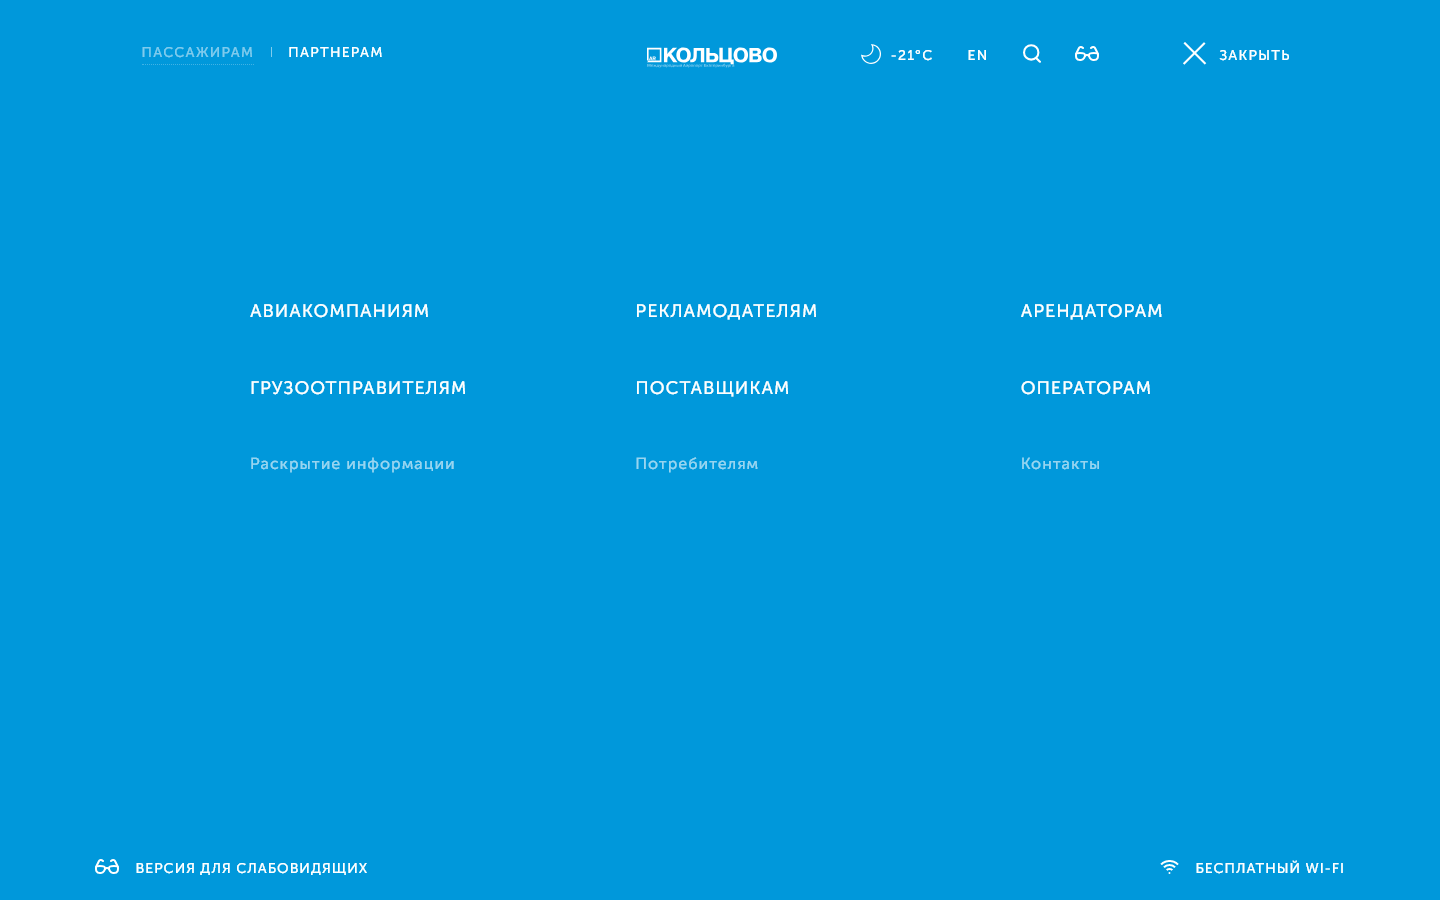 ПАССАЖИРАМ
ПАРТНЕРАМ
КОЛЬЦОВО
-21°C
EN
ЗАКРЫТЬ
АВИАКОМПАНИЯМ
РЕКЛАМОДАТЕЛЯМ
АРЕНДАТОРАМ
ГРУЗООТПРАВИТЕЛЯМ
ПОСТАВЩИКАМ
ОПЕРАТОРАМ
Раскрытие информации
Потребителям
Контакты
ВЕРСИЯ ДЛЯ СЛАБОВИДЯЩИХ
БЕСПЛАТНЫЙ WI-FI